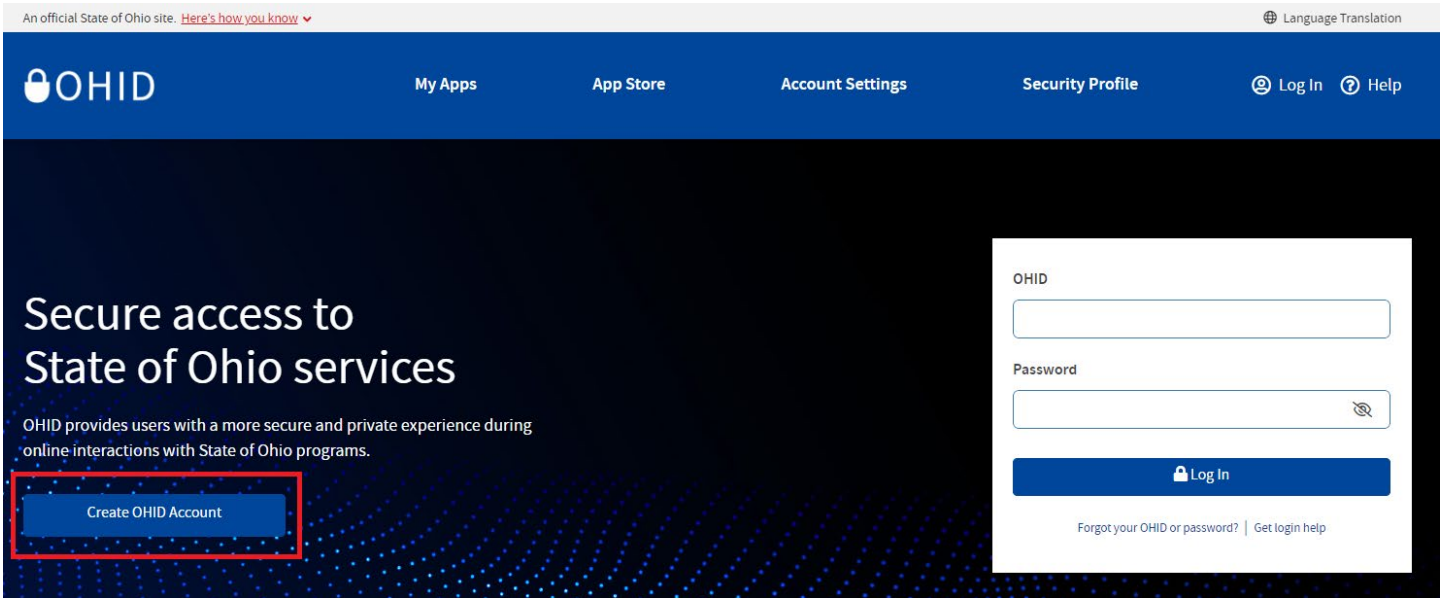 An official State of Ohio site. Here's how you know
Language Translation
OHID
My Apps
App Store
Account Settings
Security Profile
Log In
Help
Secure access to
State of Ohio services
OHID provides users with a more secure and private experience during
online interactions with State of Ohio programs.
Create OHID Account
OHID
Password
Log In
Forgot your OHID or password? | Get login help